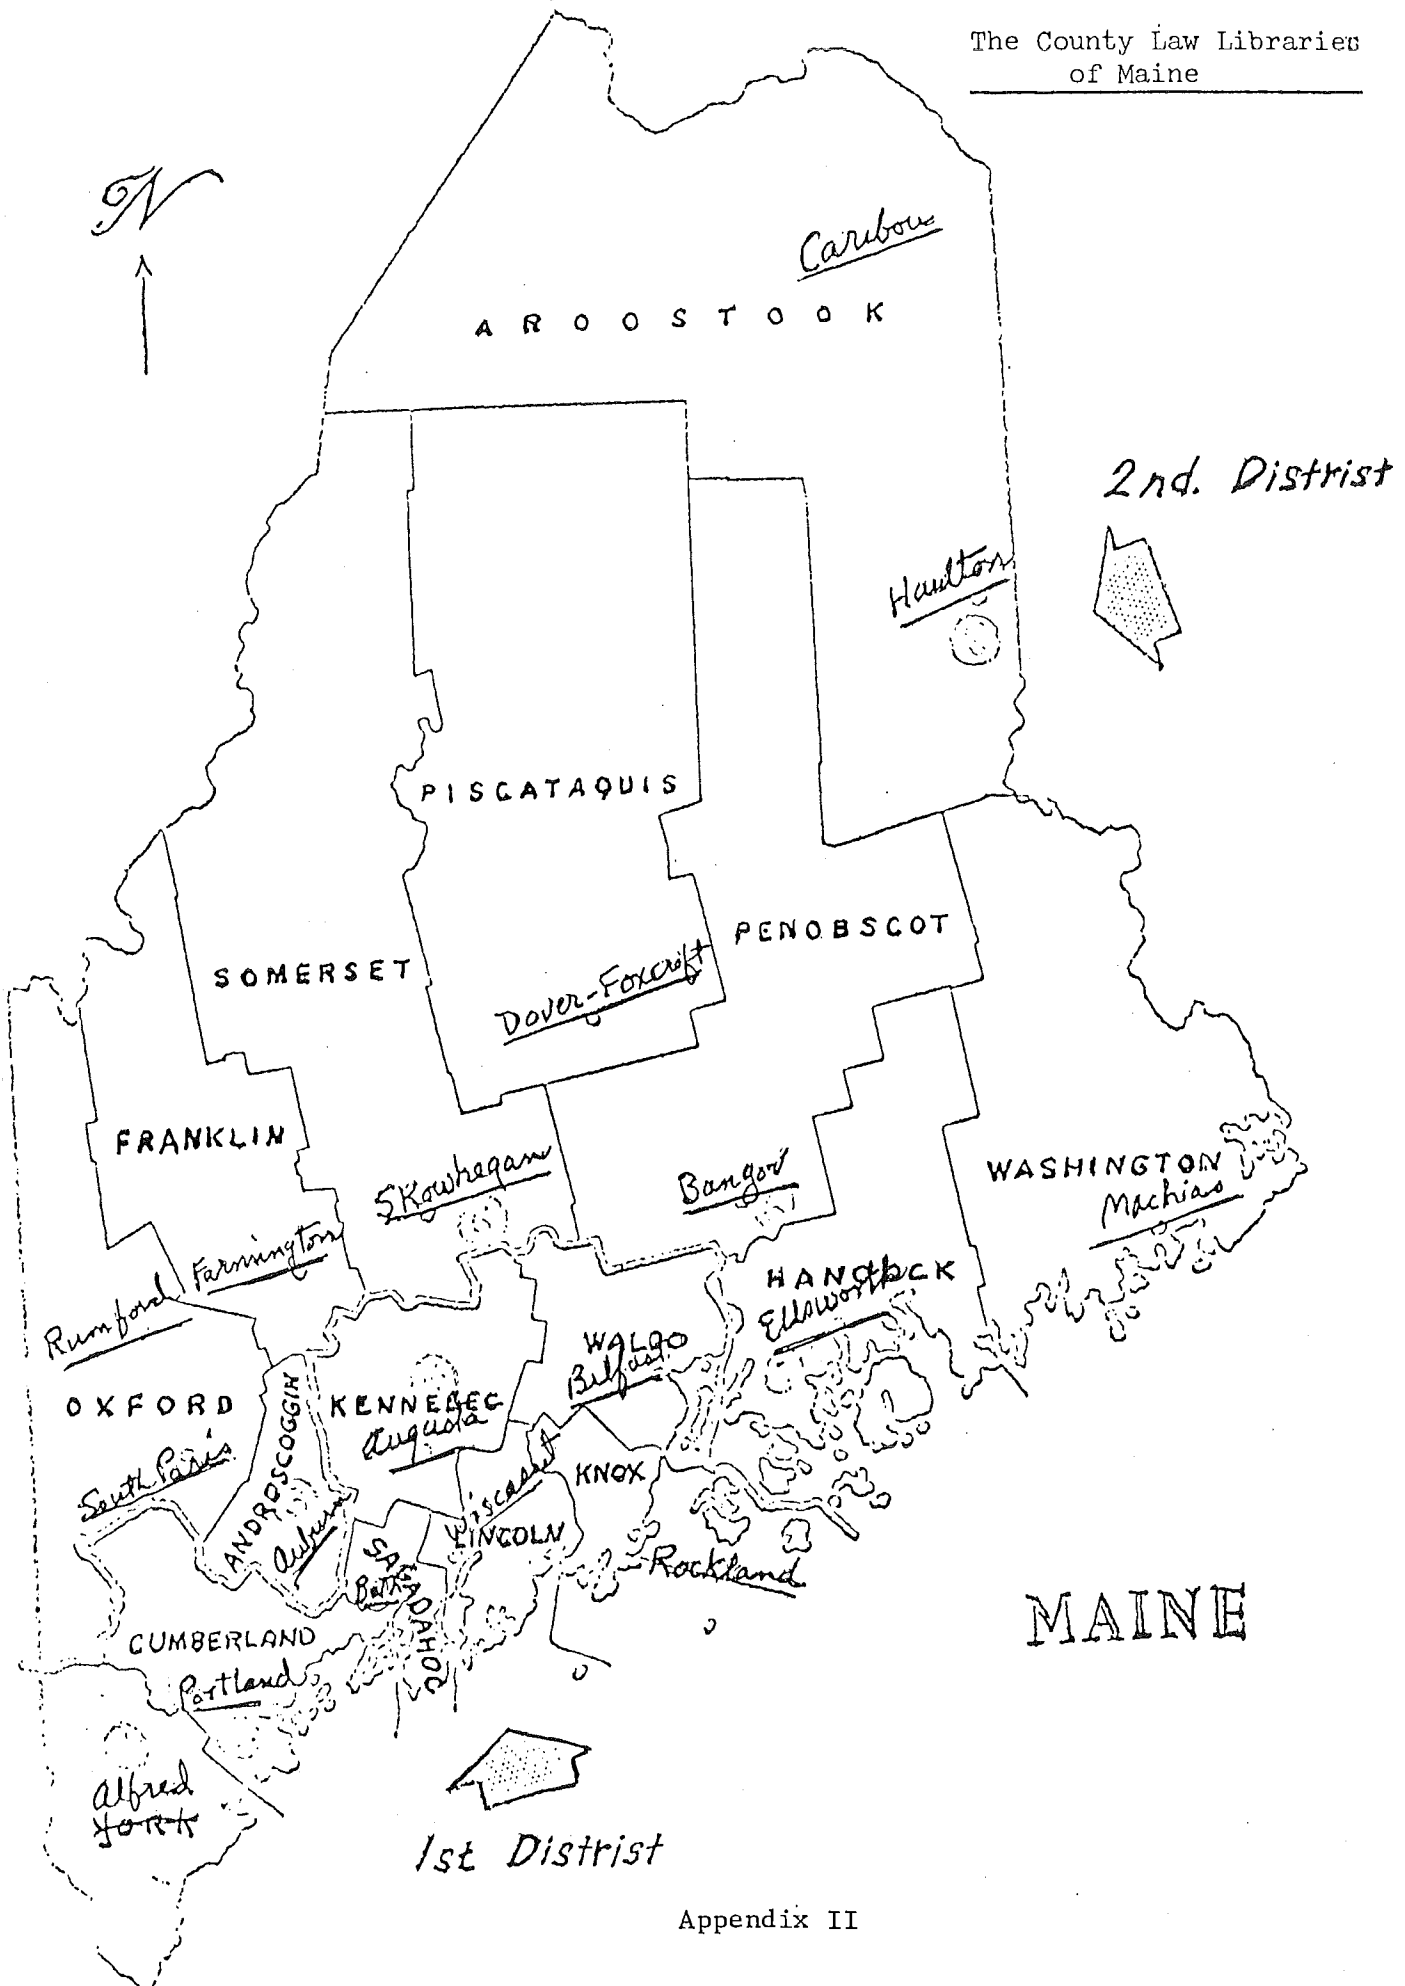 The County Law Libraries
of Maine
N
Caribou
AROOSTOOK
2nd. Distrist
Haulton
PISCATAQUIS
PENOBSCOT
SOMERSET
Dover-Foxcroft
FRANKLIN
Skowhegan
Bangor
WASHINGTON
Machias
Farmington
HANCOCK
Ellsworth
Rumford
WALDO
Belfast
OXFORD
ANDROSCOGGIN
KENNEBEC
Augusta
South Paris
KNOX
Wiscasset
LINCOLN
Auburn
SAGADAHOC
Bath
Rockland
MAINE
CUMBERLAND
Portland
Alfred
YORK
1st Distrist
Appendix II